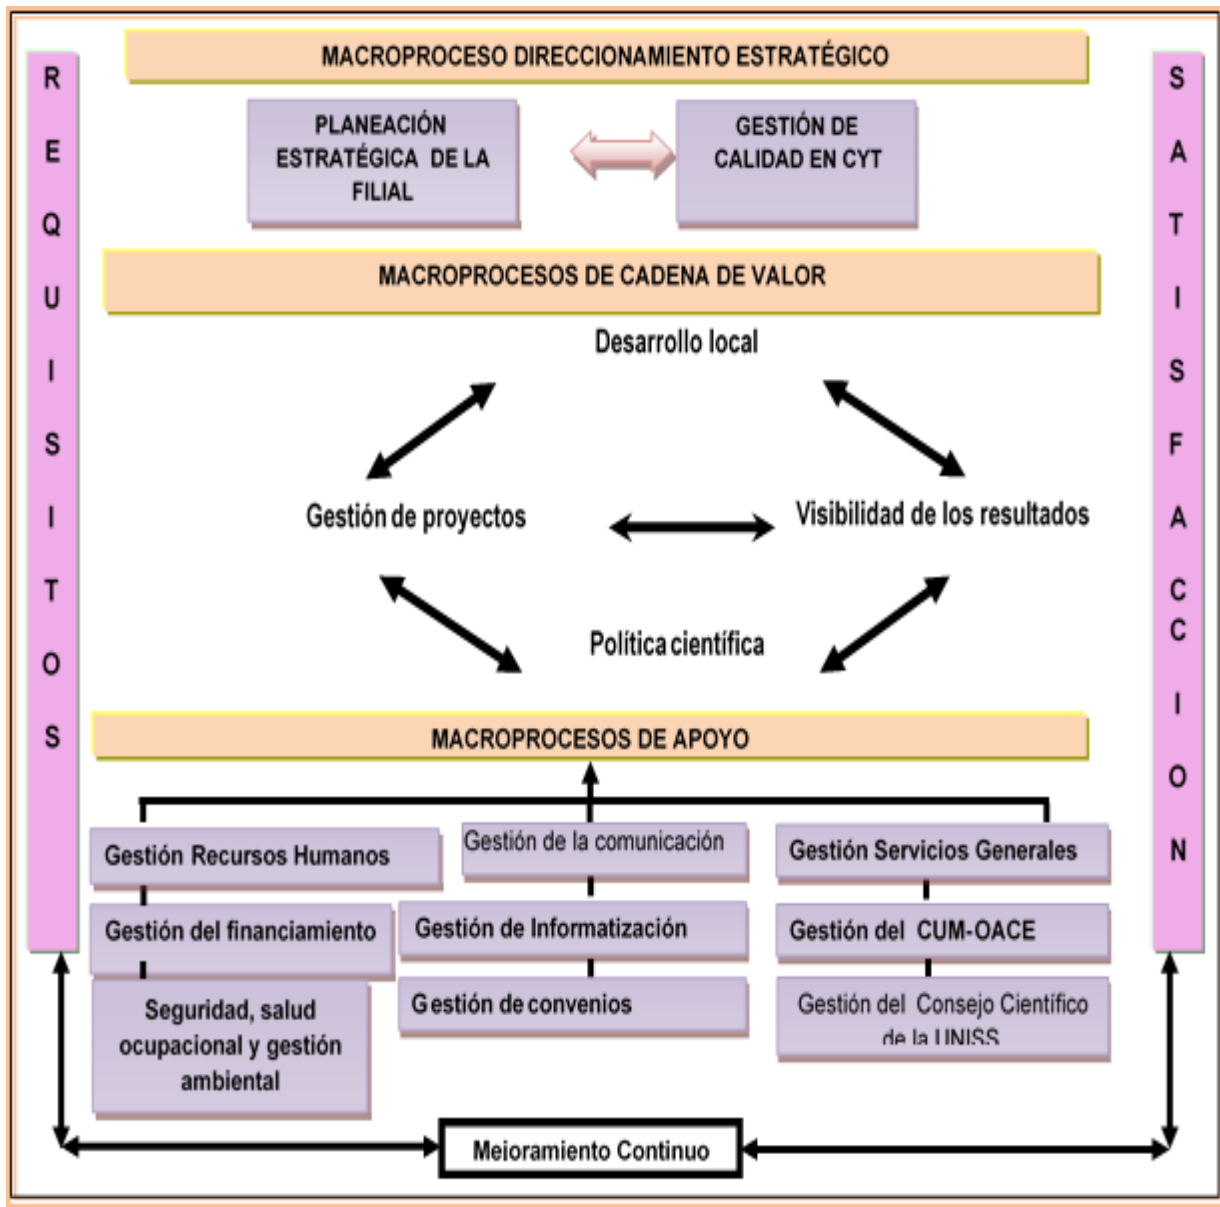 MACROPROCESO DIRECCIONAMIENTO ESTRATÉGICO
REQUISITOS
SATISFACCION
PLANEACIÓN
ESTRATÉGICA DE LA
FILIAL
GESTIÓN DE
CALIDAD EN CYT
MACROPROCESOS DE CADENA DE VALOR
Desarrollo local
Gestión de proyectos
Visibilidad de los resultados
Política científica
MACROPROCESOS DE APOYO
Gestión Recursos Humanos
Gestión de la comunicación
Gestión Servicios Generales
Gestión del financiamiento
Gestión de Informatización
Gestión del CUM-OACE
Seguridad, salud
ocupacional y gestión
ambiental
Gestión de convenios
Gestión del Consejo Científico
de la UNISS
Mejoramiento Continuo